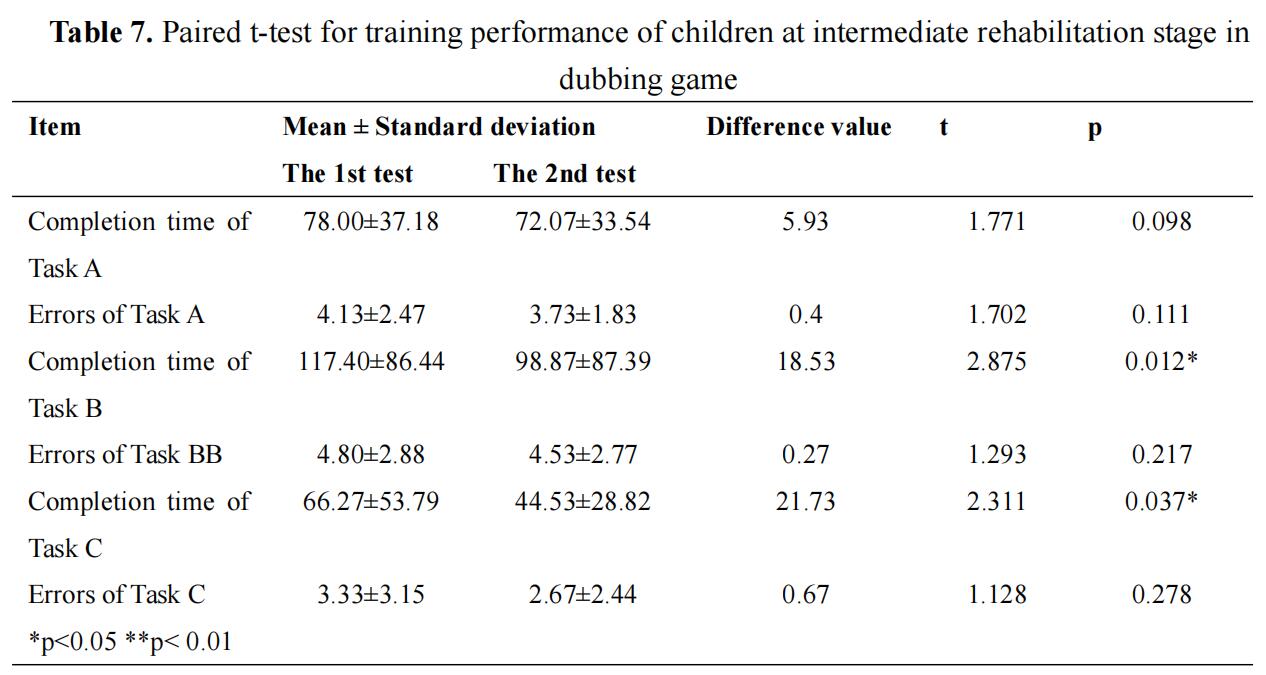 Table 7. Paired t-test for training performance of children at intermediate rehabilitation stage in
dubbing game
Item Mean ± Standard deviation Difference value t p
The 1st test The 2nd test
Completion time of 78.00±37.18 72.07±33.54 5.93 1.771 0.098
Task A
Errors of Task A 4.13±2.47 3.73±1.83 0.4 1.702 0.111
Completion time of 117.40±86.44 98.87±87.39 18.53 2.875 0.012*
Task B
Errors of Task BB 4.80±2.88 4.53±2.77 0.27 1.293 0.217
Completion time of 66.27±53.79 44.53±28.82 21.73 2.311 0.037*
Task C
Errors of Task C 3.33±3.15 2.67±2.44 0.67 1.128 0.278
*p<0.05 **p< 0.01